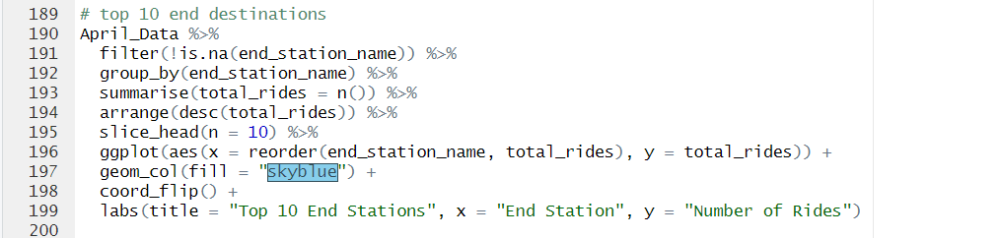 189 # top 10 end destinations
190 April_Data %>%
191   filter(!is.na(end_station_name)) %>%
192   group_by(end_station_name) %>%
193   summarise(total_rides = n()) %>%
194   arrange(desc(total_rides)) %>%
195   slice_head(n = 10) %>%
196   ggplot(aes(x = reorder(end_station_name, total_rides), y = total_rides)) +
197   geom_col(fill = "skyblue") +
198   coord_flip() +
199   labs(title = "Top 10 End Stations", x = "End Station", y = "Number of Rides")
200